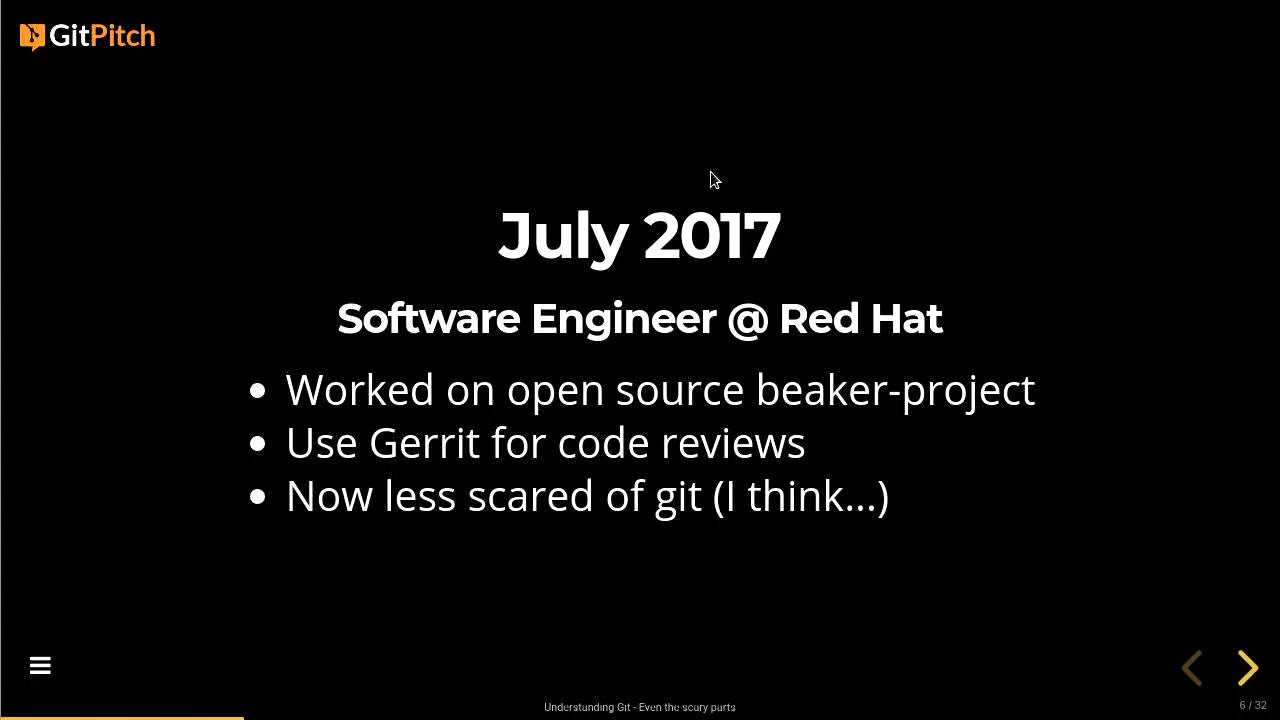 GitPitch
July 2017
Software Engineer @ Red Hat
• Worked on open source beaker-project
• Use Gerrit for code reviews
• Now less scared of git (I think...)
Understanding Git - Even the scary parts
6 / 32